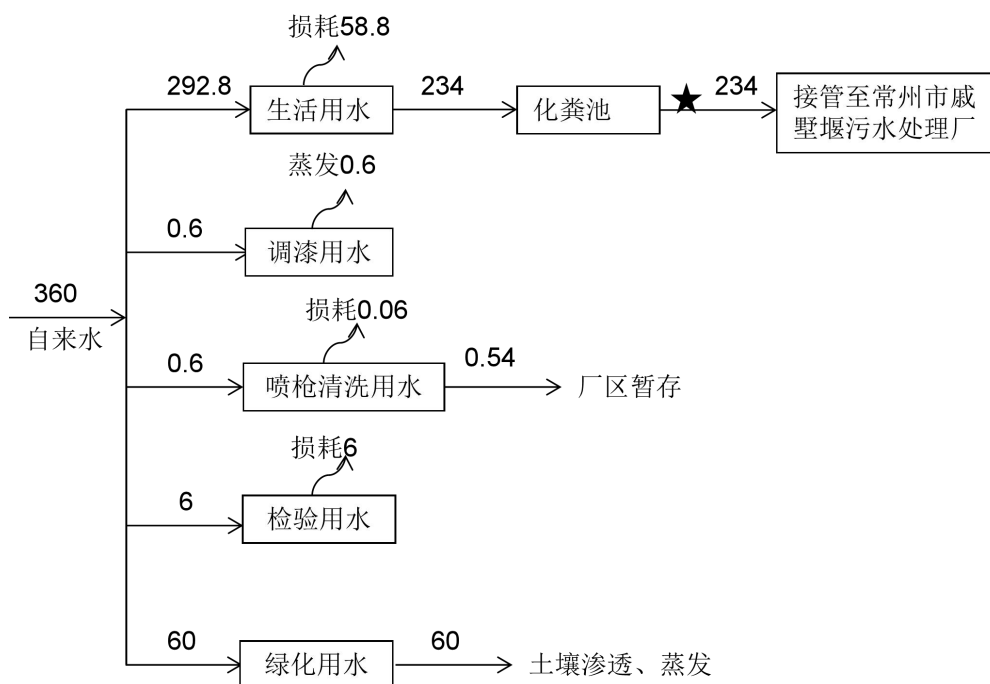 损耗58.8
292.8
生活用水
234
化粪池
★
234
接管至常州市戚
墅堰污水处理厂
蒸发0.6
0.6
调漆用水
360
自来水
损耗0.06
0.6
喷枪清洗用水
0.54
厂区暂存
损耗6
6
检验用水
60
绿化用水
60
土壤渗透、蒸发